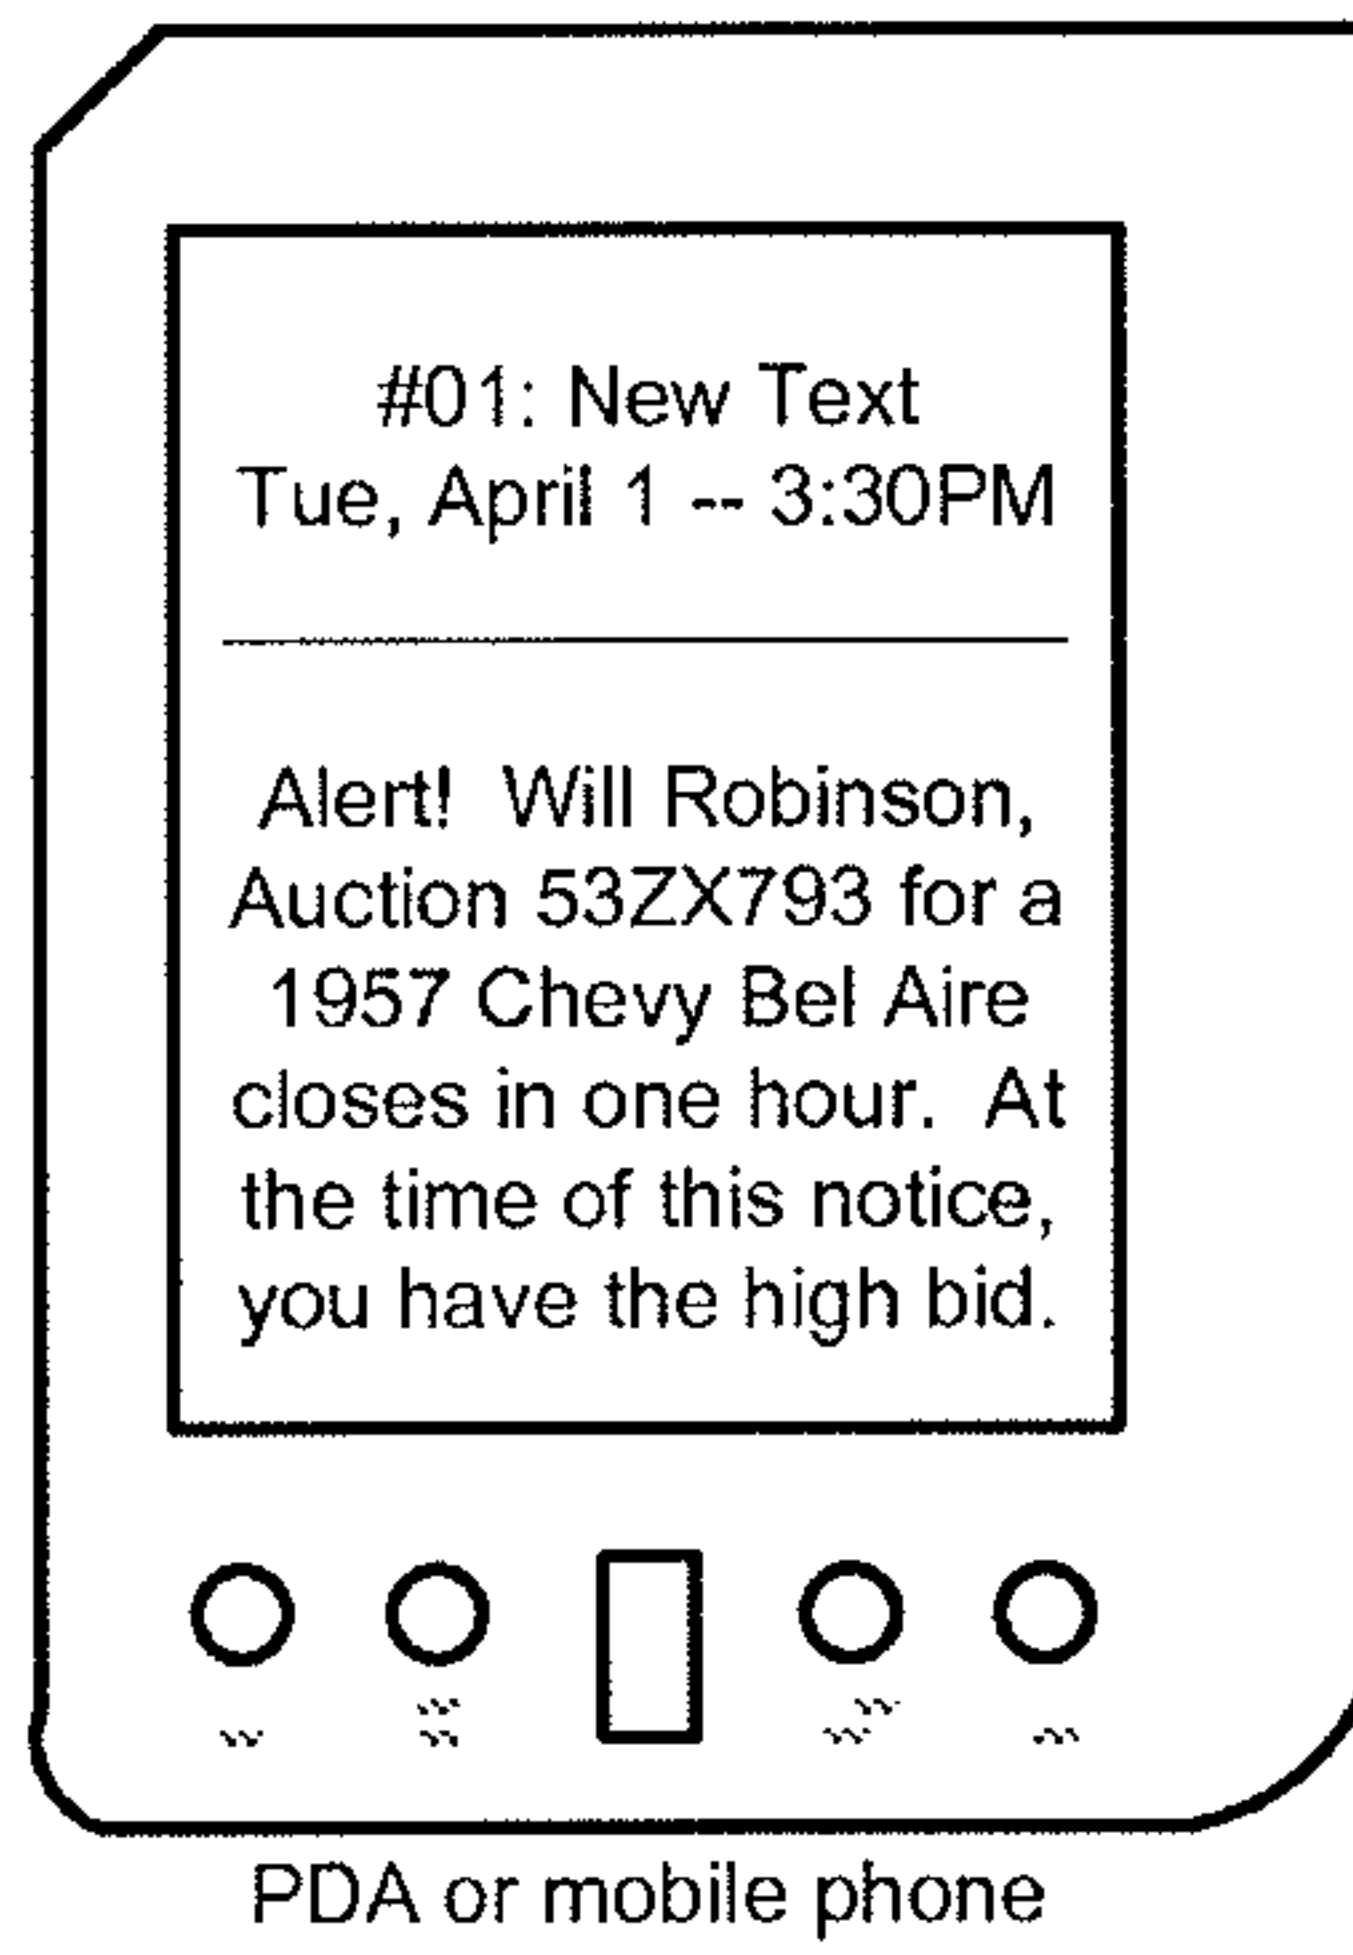 #01: New Text
Tue, April 1 -- 3:30PM
Alert!  Will Robinson,
Auction 53ZX793 for a
1957 Chevy Bel Aire
closes in one hour.  At
the time of this notice,
you have the high bid.
PDA or mobile phone